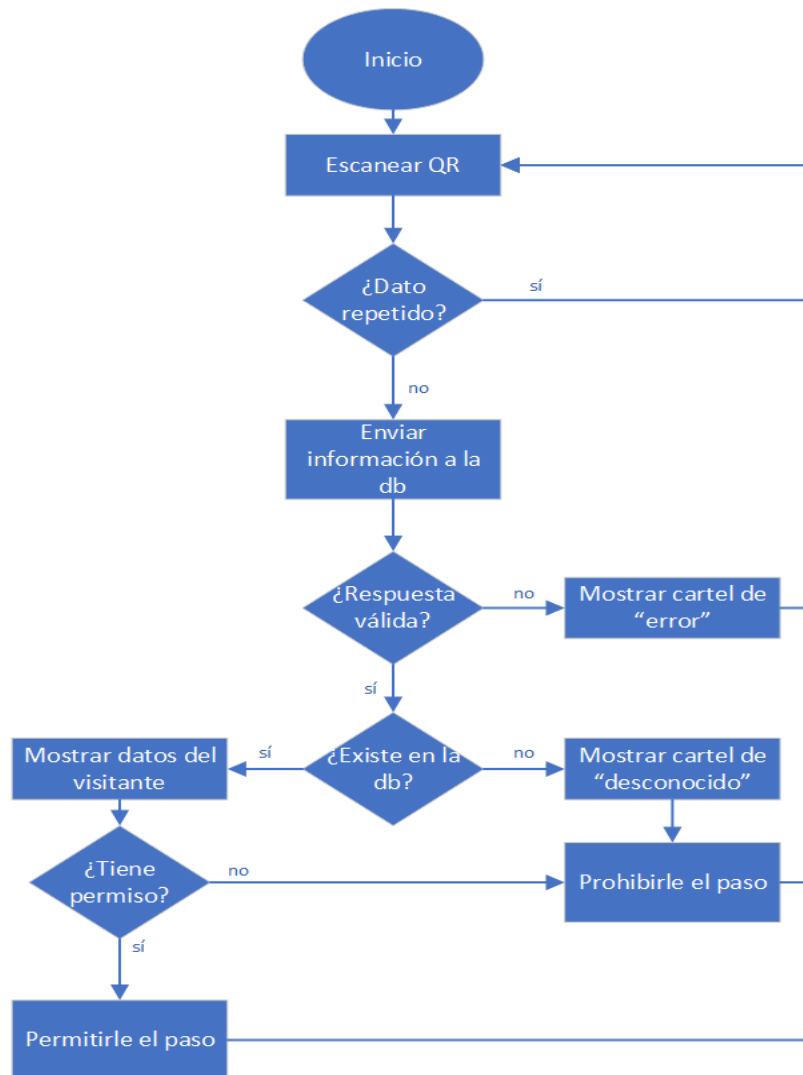 Inicio
Escanear QR
¿Dato
repetido?
sí
no
Enviar
información a la
db
¿Respuesta
válida?
no
Mostrar cartel de
“error”
sí
Mostrar datos del
visitante
sí
¿Existe en la
db?
no
Mostrar cartel de
“desconocido”
¿Tiene
permiso?
no
Prohibirle el paso
sí
Permitirle el paso